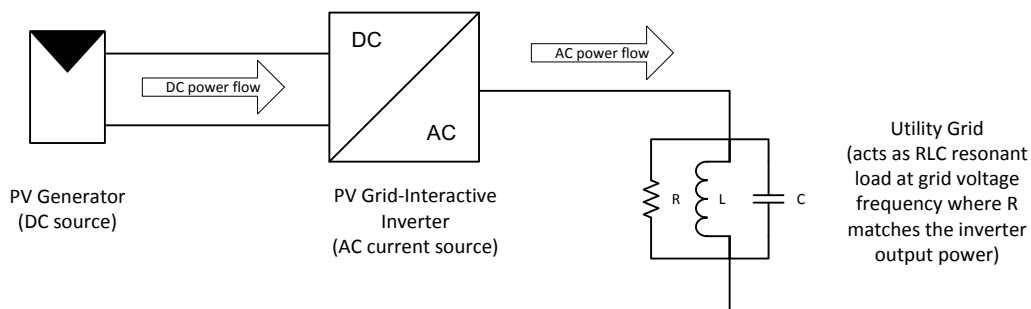 DC power flow
DC
AC
AC power flow
PV Generator
(DC source)
PV Grid-Interactive
Inverter
(AC current source)
R
L
C
Utility Grid
(acts as RLC resonant
load at grid voltage
frequency where R
matches the inverter
output power)